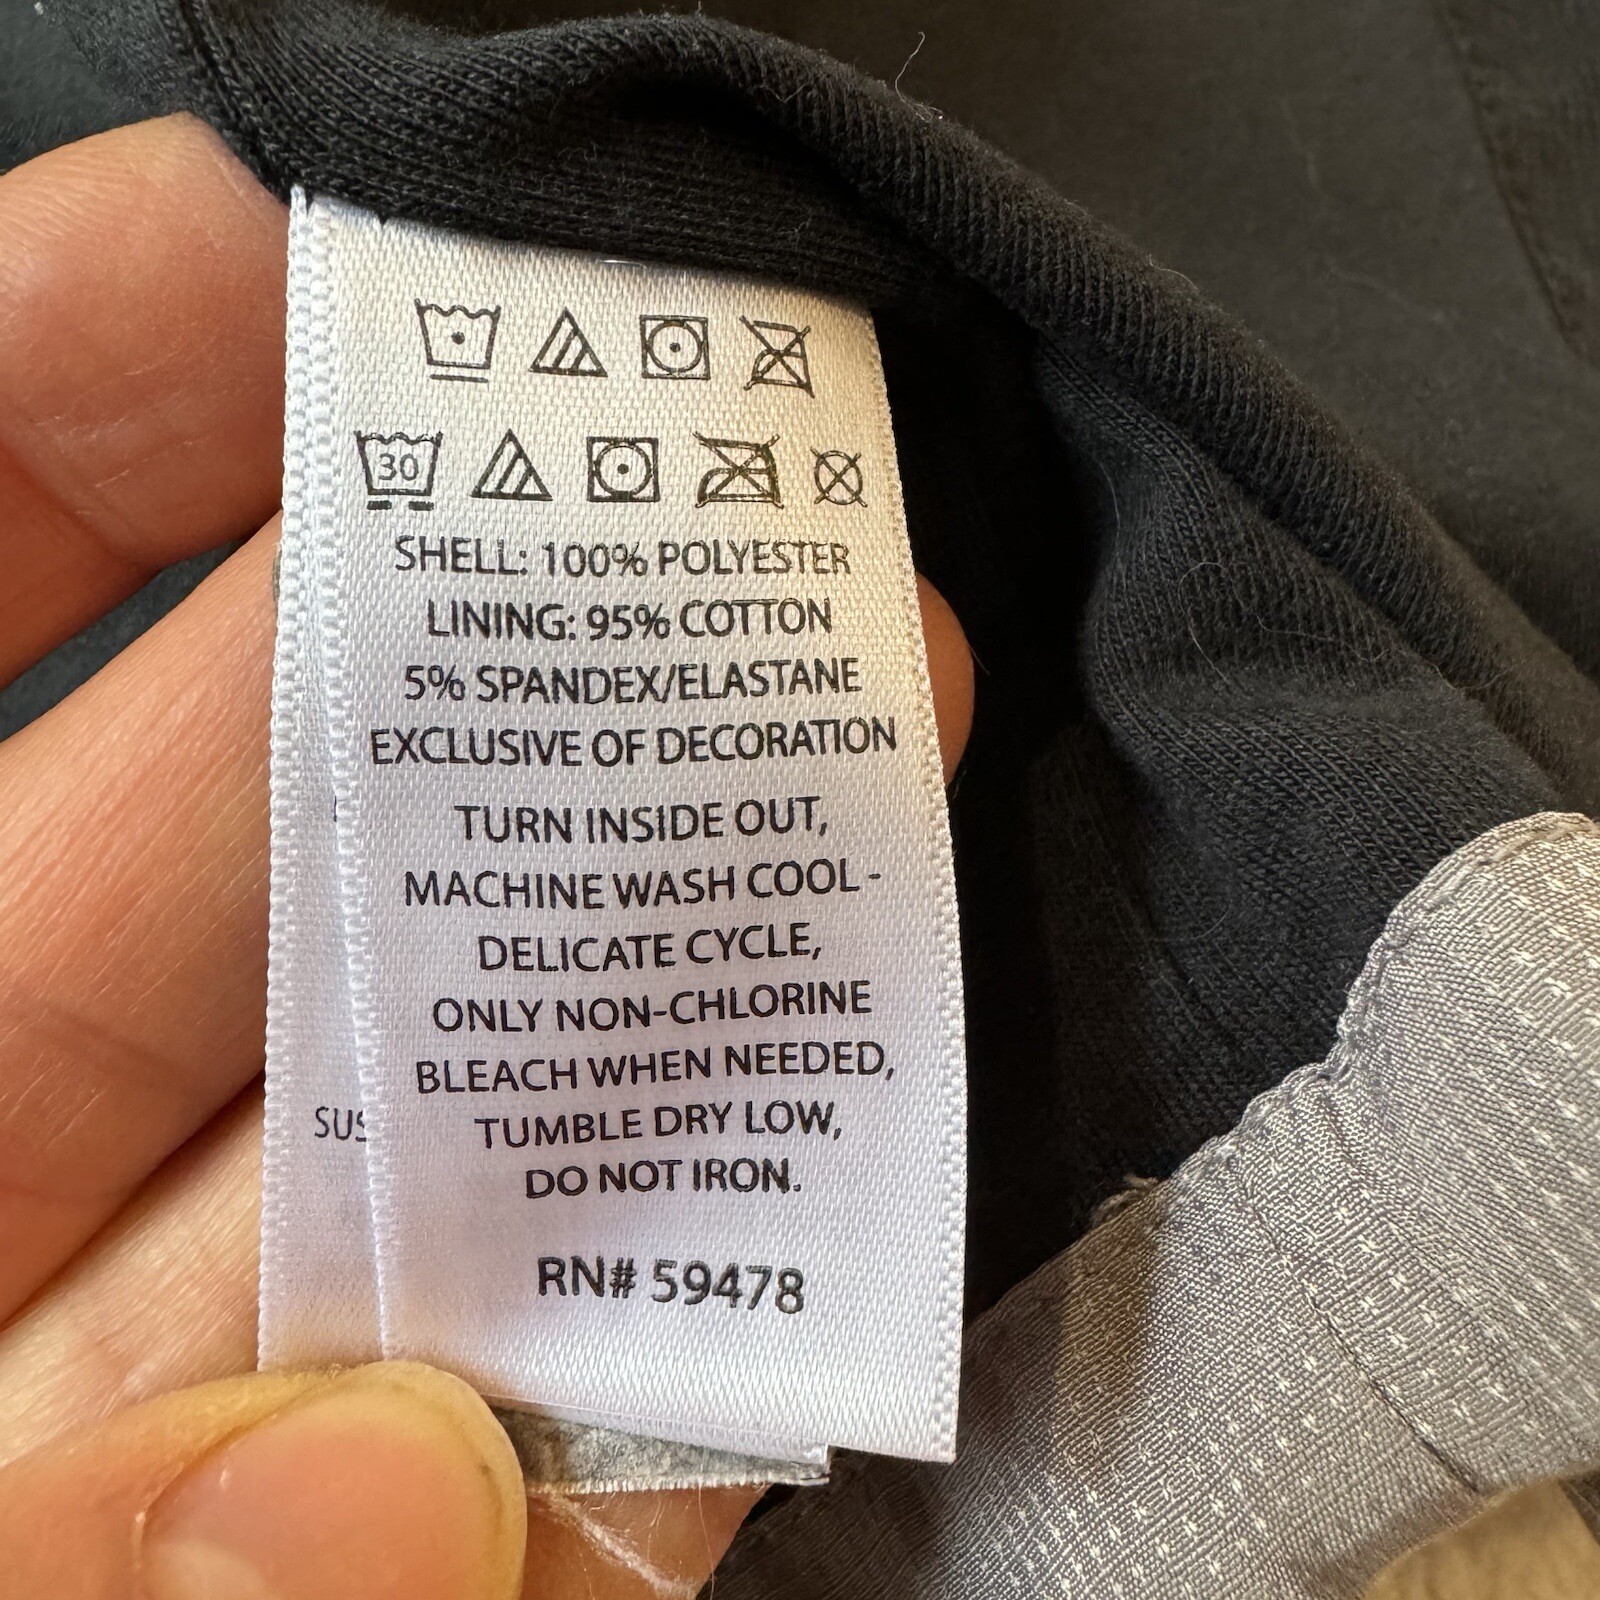 30
SHELL: 100% POLYESTER
LINING: 95% COTTON
5% SPANDEX/ELASTANE
EXCLUSIVE OF DECORATION
TURN INSIDE OUT,
MACHINE WASH COOL -
DELICATE CYCLE,
ONLY NON-CHLORINE
BLEACH WHEN NEEDED,
SUS
TUMBLE DRY LOW,
DO NOT IRON.
RN# 59478